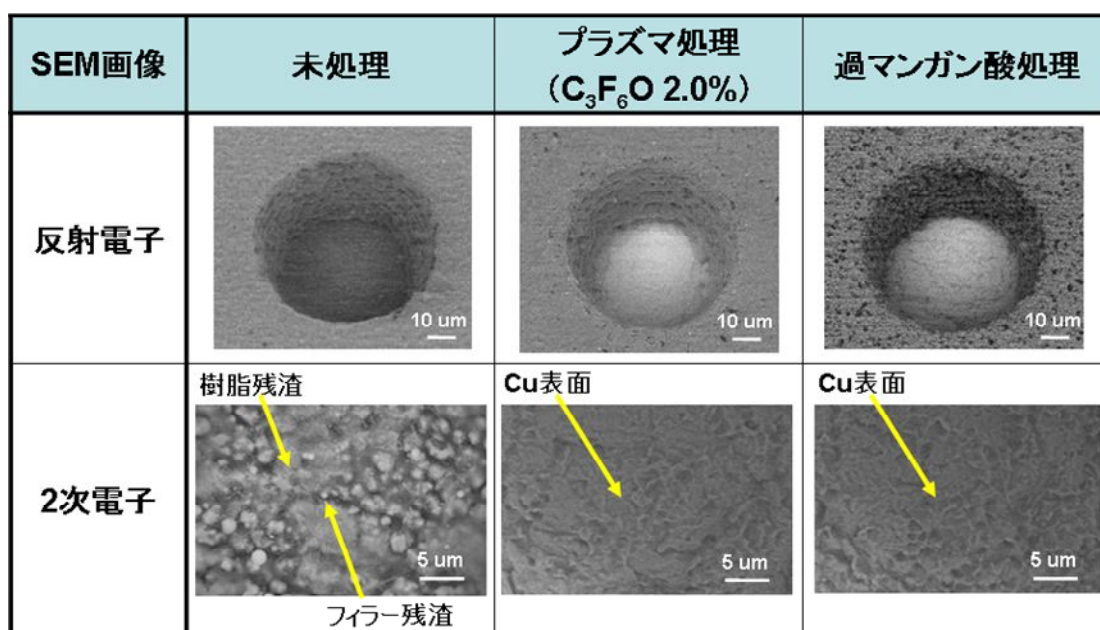 SEM画像
未処理
プラズマ処理
（C₃F₆O 2.0%）
過マンガン酸処理
反射電子
10 um
10 um
10 um
2次電子
樹脂残渣
5 um
フィラー残渣
Cu表面
5 um
Cu表面
5 um